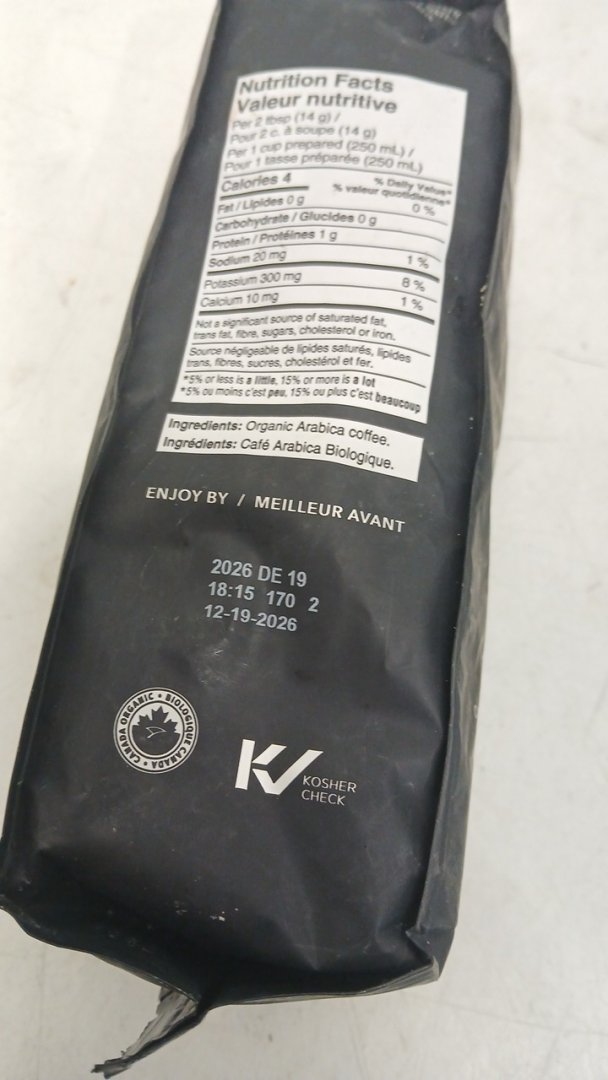 Nutrition Facts
Valeur nutritive
Per 2 tbsp (14 g) /
Pour 2 c. à soupe (14 g)
Per 1 cup prepared (250 mL) /
Pour 1 tasse préparée (250 mL)
Calories 4
% Daily Value*
% valeur quotidienne*
Fat / Lipides 0 g 0 %
Carbohydrate / Glucides 0 g
Protein / Protéines 1 g
Sodium 20 mg 1 %
Potassium 300 mg 8 %
Calcium 10 mg 1 %
Not a significant source of saturated fat,
trans fat, fibre, sugars, cholesterol or iron.
Source négligeable de lipides saturés, lipides
trans, fibres, sucres, cholestérol et fer.
*5% or less is a little, 15% or more is a lot
*5% ou moins c'est peu, 15% ou plus c'est beaucoup
Ingredients: Organic Arabica coffee.
Ingrédients: Café Arabica Biologique.
ENJOY BY / MEILLEUR AVANT
2026 DE 19
18:15 170 2
12-19-2026
CANADA ORGANIC • BIOLOGIQUE CANADA •
KV KOSHER
CHECK